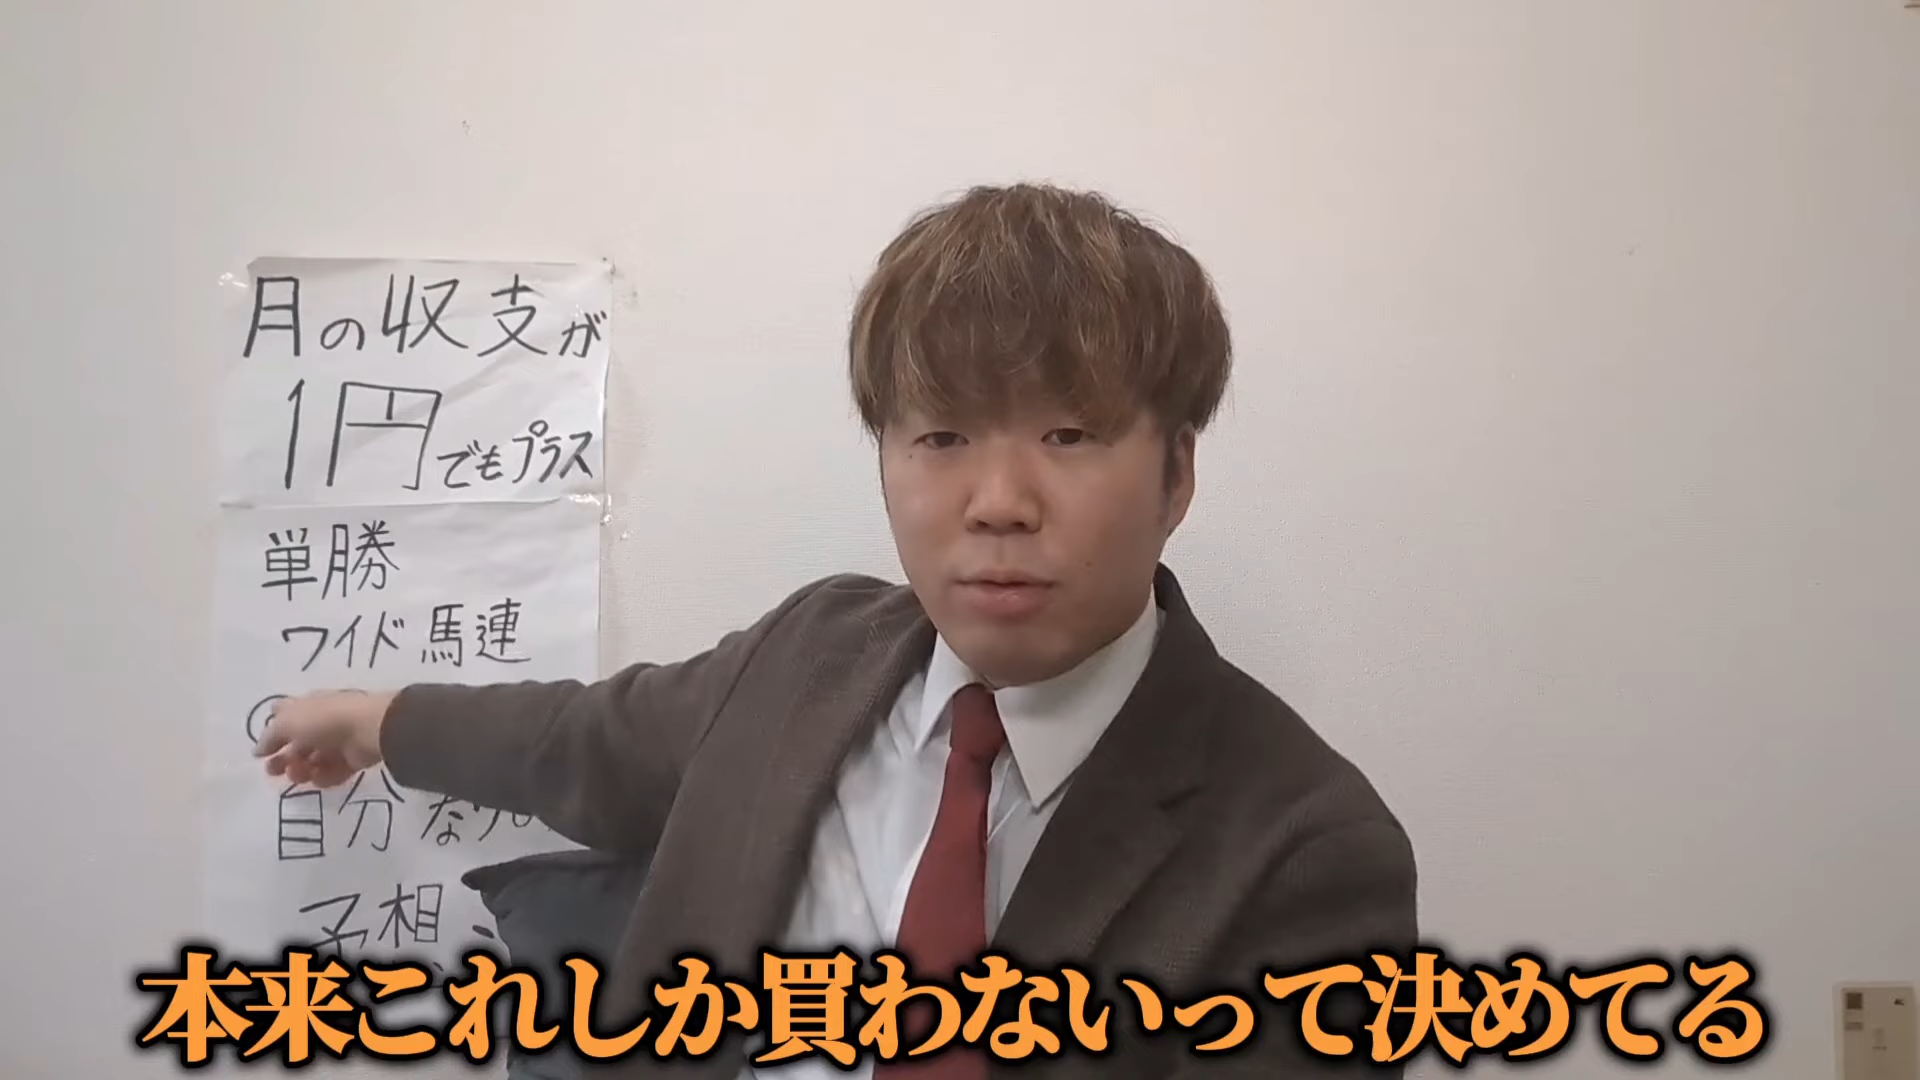 月の収支が
1円でもプラス
単勝
ワイド馬連
自分なり
予想
本来これしか買わないって決めてる